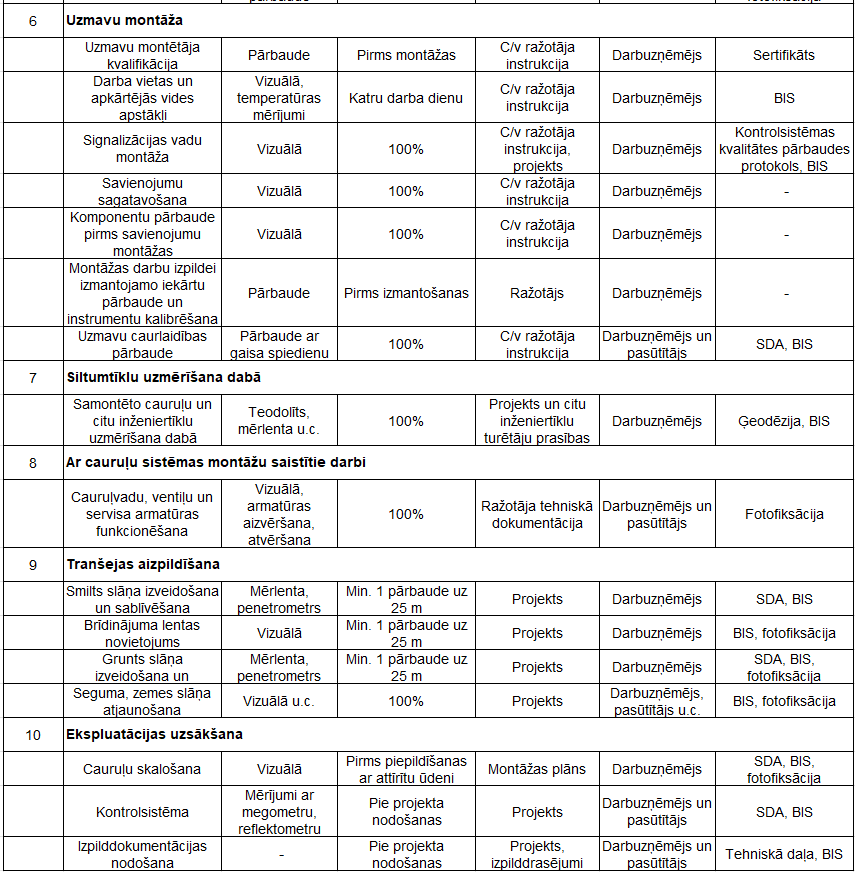 pārbaude
fotofiksācija
6 Uzmavu montāža
Uzmavu montētāja
kvalifikācija
Pārbaude
Pirms montāžas
C/v ražotāja
instrukcija
Darbuzņēmējs
Sertifikāts
Darba vietas un
apkārtējās vides
apstākļi
Vizuālā,
temperatūras
mērījumi
Katru darba dienu
C/v ražotāja
instrukcija
Darbuzņēmējs
BIS
Signalizācijas vadu
montāža
Vizuālā
100%
C/v ražotāja
instrukcija,
projekts
Darbuzņēmējs
Kontrolsistēmas
kvalitātes pārbaudes
protokols, BIS
Savienojumu
sagatavošana
Vizuālā
100%
C/v ražotāja
instrukcija
Darbuzņēmējs
-
Komponentu pārbaude
pirms savienojumu
montāžas
Vizuālā
100%
C/v ražotāja
instrukcija
Darbuzņēmējs
-
Montāžas darbu izpildei
izmantojamo iekārtu
pārbaude un
instrumentu kalibrēšana
Pārbaude
Pirms izmantošanas
Ražotājs
Darbuzņēmējs
-
Uzmavu caurlaidības
pārbaude
Pārbaude ar
gaisa spiedienu
100%
C/v ražotāja
instrukcija
Darbuzņēmējs un
pasūtītājs
SDA, BIS
7 Siltumtīklu uzmērīšana dabā
Samontēto cauruļu un
citu inženiertīklu
uzmērīšana dabā
Teodolīts,
mērlenta u.c.
100%
Projekts un citu
inženiertīklu
turētāju prasības
Darbuzņēmējs
Ģeodēzija, BIS
8 Ar cauruļu sistēmas montāžu saistītie darbi
Cauruļvadu, ventiļu un
servisa armatūras
funkcionēšana
Vizuālā,
armatūras
aizvēršana,
atvēršana
100%
Ražotāja tehniskā
dokumentācija
Darbuzņēmējs un
pasūtītājs
Fotofiksācija
9 Tranšejas aizpildīšana
Smilts slāņa izveidošana
un sablīvēšana
Mērlenta,
penetrometrs
Min. 1 pārbaude uz
25 m
Projekts
Darbuzņēmējs
SDA, BIS
Brīdinājuma lentas
novietojums
Vizuālā
Min. 1 pārbaude uz
25 m
Projekts
Darbuzņēmējs
BIS, fotofiksācija
Grunts slāņa
izveidošana un
Mērlenta,
penetrometrs
Min. 1 pārbaude uz
25 m
Projekts
Darbuzņēmējs
SDA, BIS,
fotofiksācija
Seguma, zemes slāņa
atjaunošana
Vizuālā u.c.
100%
Projekts
Darbuzņēmējs,
pasūtītājs u.c.
BIS, fotofiksācija
10 Ekspluatācijas uzsākšana
Cauruļu skalošana
Vizuālā
Pirms piepildīšanas
ar attīrītu ūdeni
Montāžas plāns
Darbuzņēmējs
SDA, BIS,
fotofiksācija
Kontrolsistēma
Mērījumi ar
megometru,
reflektometru
Pie projekta
nodošanas
Projekts
Darbuzņēmējs un
pasūtītājs
SDA, BIS
Izpilddokumentācijas
nodošana
-
Pie projekta
nodošanas
Projekts,
izpilddrasējumi
Darbuzņēmējs un
pasūtītājs
Tehniskā daļa, BIS